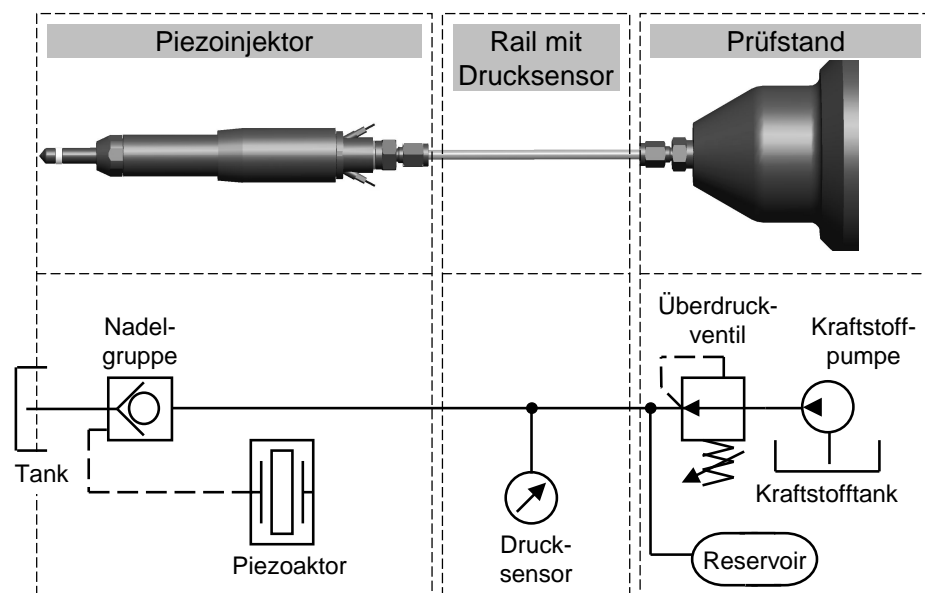 Piezoinjektor
Rail mit
Drucksensor
Prüfstand
Nadel-
gruppe
Tank
Piezoaktor
Druck-
sensor
Überdruck-
ventil
Kraftstoff-
pumpe
Kraftstofftank
Reservoir